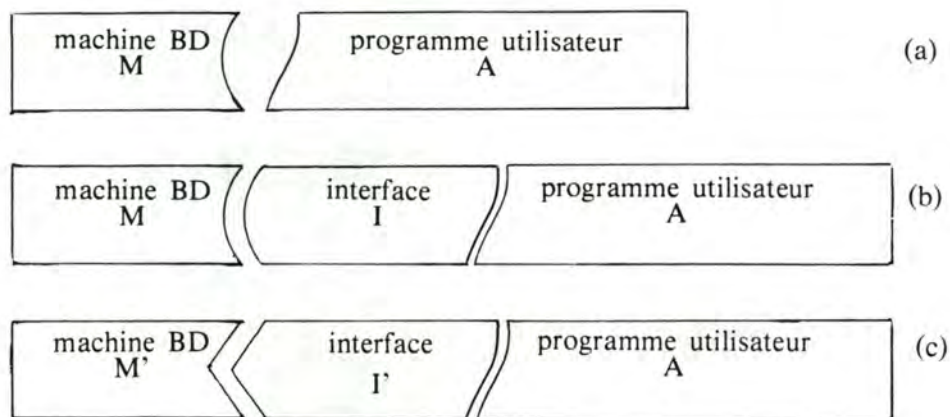 machine BD programme utilisateur
M A (a)
machine BD interface programme utilisateur
M I A (b)
machine BD interface programme utilisateur
M' I' A (c)